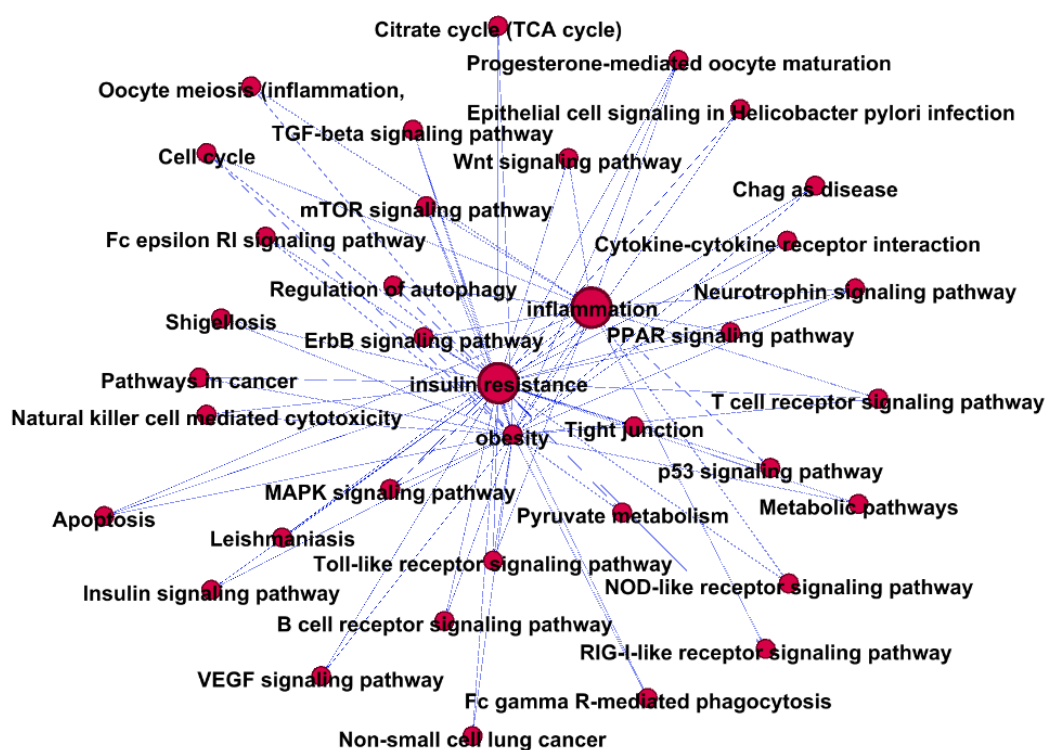 Citrate cycle (TCA cycle)
Progesterone-mediated oocyte maturation
Oocyte meiosis (inflammation,
Epithelial cell signaling in Helicobacter pylori infection
TGF-beta signaling pathway
Cell cycle
Wnt signaling pathway
Chag as disease
mTOR signaling pathway
Fc epsilon RI signaling pathway
Cytokine-cytokine receptor interaction
Regulation of autophagy
Neurotrophin signaling pathway
inflammation
Shigellosis
ErbB signaling pathway
PPAR signaling pathway
Pathways in cancer
insulin resistance
T cell receptor signaling pathway
Natural killer cell mediated cytotoxicity
obesity
Tight junction
p53 signaling pathway
MAPK signaling pathway
Metabolic pathways
Apoptosis
Pyruvate metabolism
Leishmaniasis
Toll-like receptor signaling pathway
NOD-like receptor signaling pathway
Insulin signaling pathway
B cell receptor signaling pathway
RIG-I-like receptor signaling pathway
VEGF signaling pathway
Fc gamma R-mediated phagocytosis
Non-small cell lung cancer